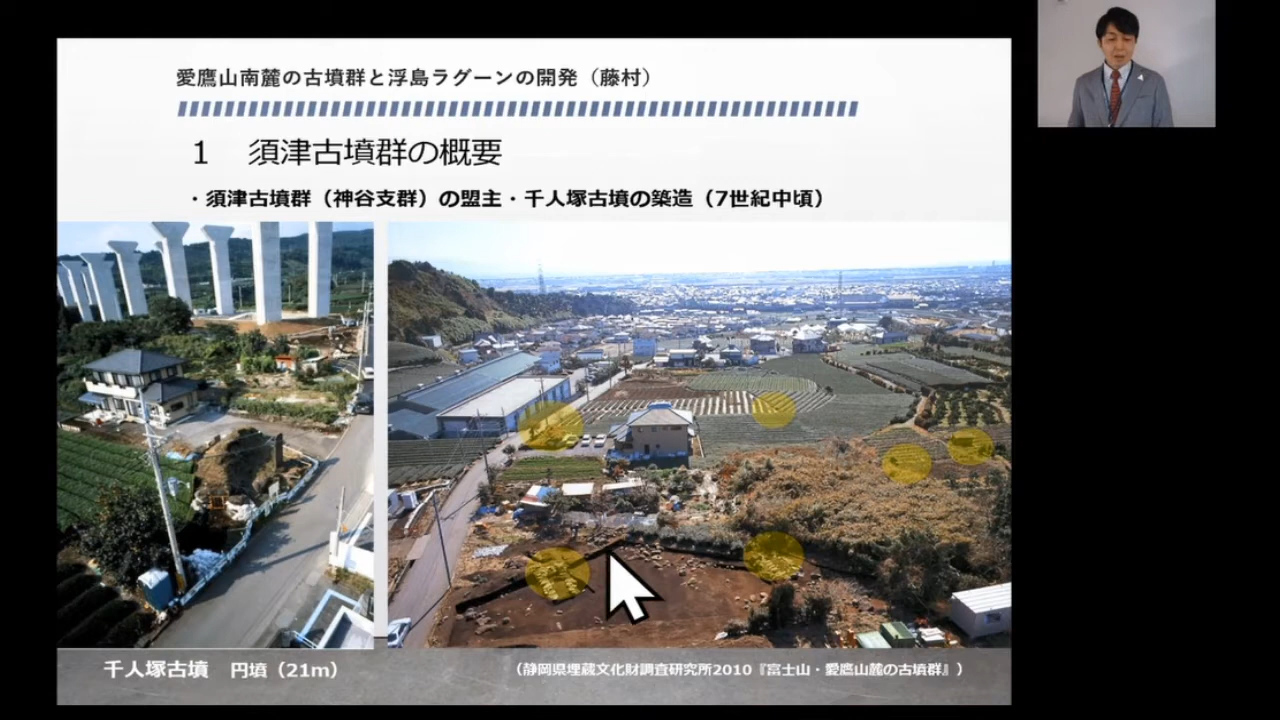 愛鷹山南麓の古墳群と浮島ラグーンの開発（藤村）
1 須津古墳群の概要
・須津古墳群（神谷支群）の盟主・千人塚古墳の築造（7世紀中頃）
千人塚古墳 円墳（21m）
（静岡県埋蔵文化財調査研究所2010『富士山・愛鷹山麓の古墳群』）